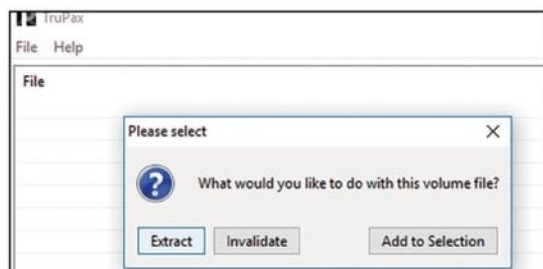 TruPax
File Help
File
Please select
What would you like to do with this volume file?
Extract Invalidate Add to Selection